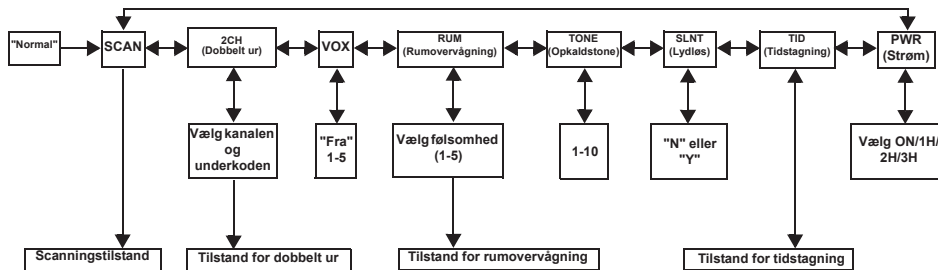 "Normal"
SCAN
2CH
(Dobbelt ur)
VOX
RUM
(Rumovervågning)
TONE
(Opkaldstone)
SLNT
(Lydløs)
TID
(Tidstagning)
PWR
(Strøm)
Vælg kanalen
og
underkoden
"Fra"
1-5
Vælg følsomhed
(1-5)
1-10
"N" eller
"Y"
Vælg ON/1H/
2H/3H
Scanningstilstand
Tilstand for dobbelt ur
Tilstand for rumovervågning
Tilstand for tidstagning